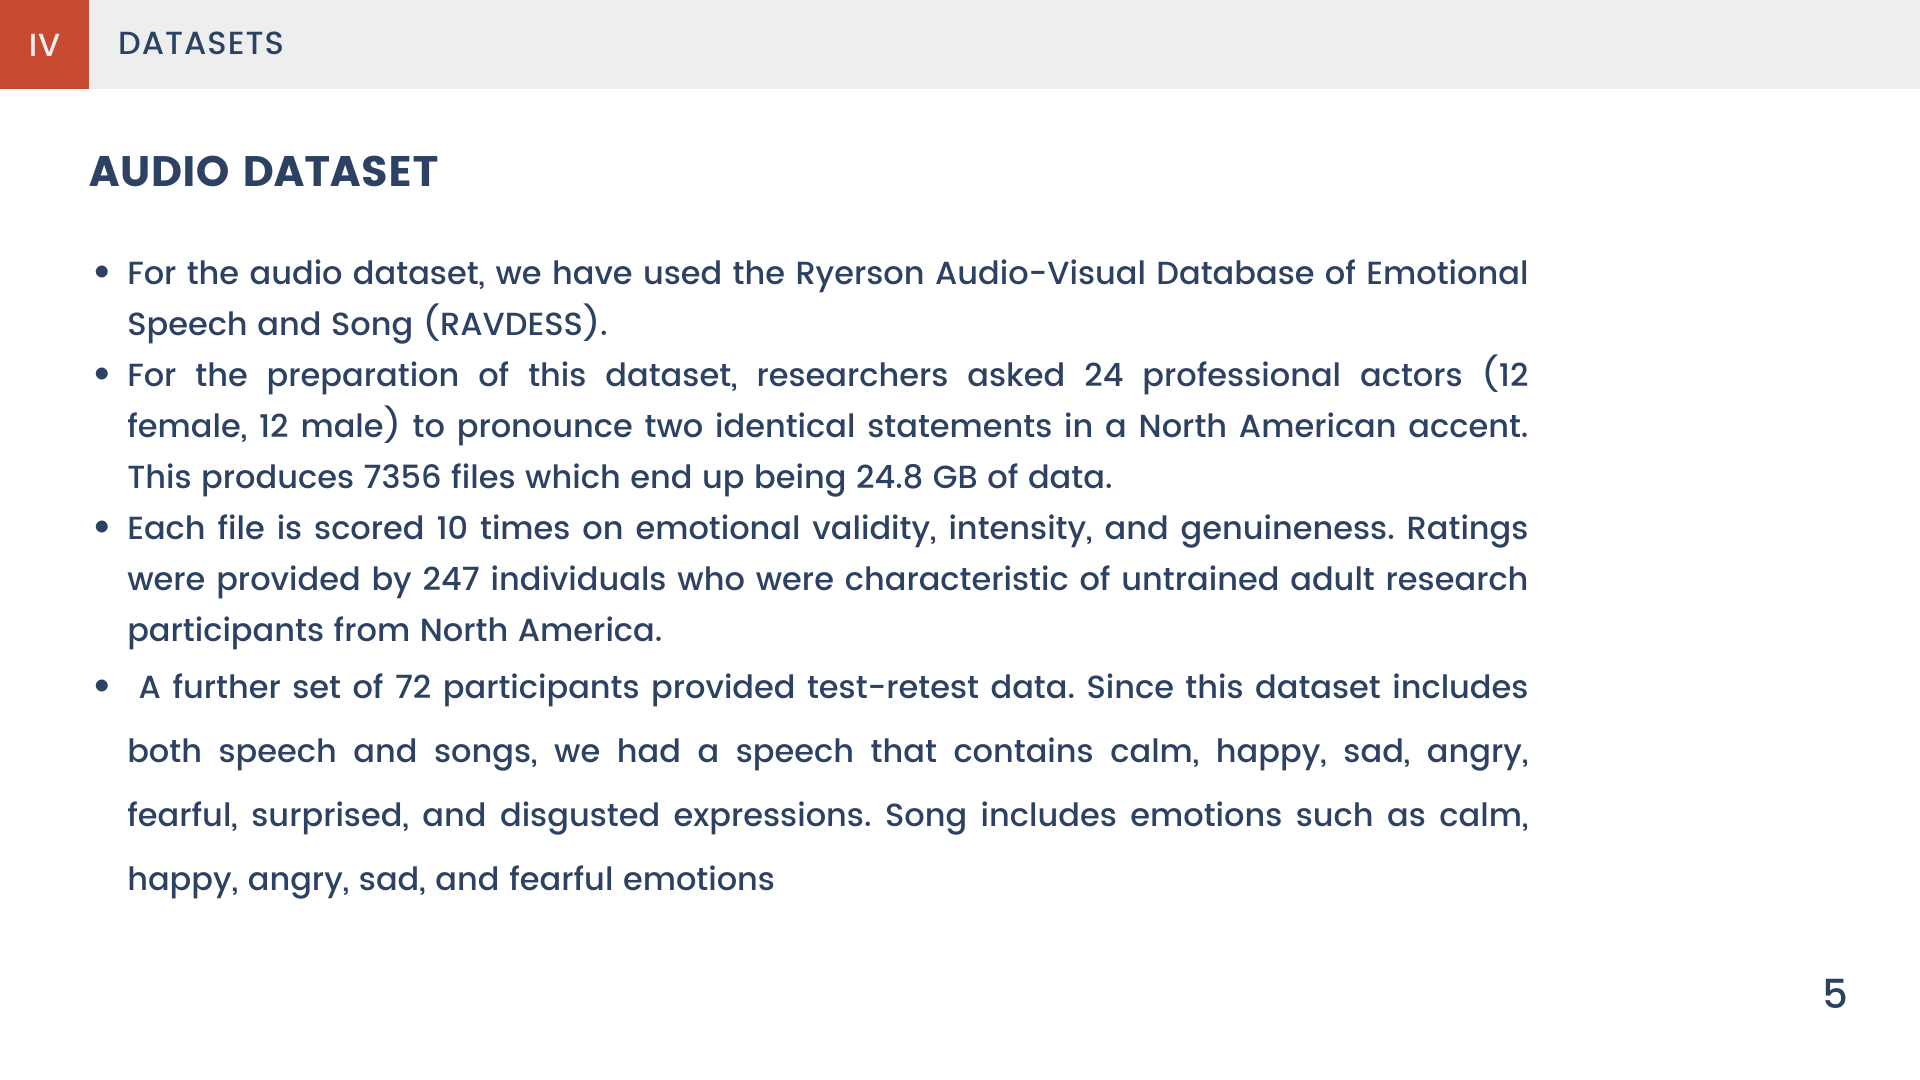 IV
DATASETS
AUDIO DATASET
• For the audio dataset, we have used the Ryerson Audio-Visual Database of Emotional
Speech and Song (RAVDESS).
• For the preparation of this dataset, researchers asked 24 professional actors (12
female, 12 male) to pronounce two identical statements in a North American accent.
This produces 7356 files which end up being 24.8 GB of data.
• Each file is scored 10 times on emotional validity, intensity, and genuineness. Ratings
were provided by 247 individuals who were characteristic of untrained adult research
participants from North America.
• A further set of 72 participants provided test-retest data. Since this dataset includes
both speech and songs, we had a speech that contains calm, happy, sad, angry,
fearful, surprised, and disgusted expressions. Song includes emotions such as calm,
happy, angry, sad, and fearful emotions
5